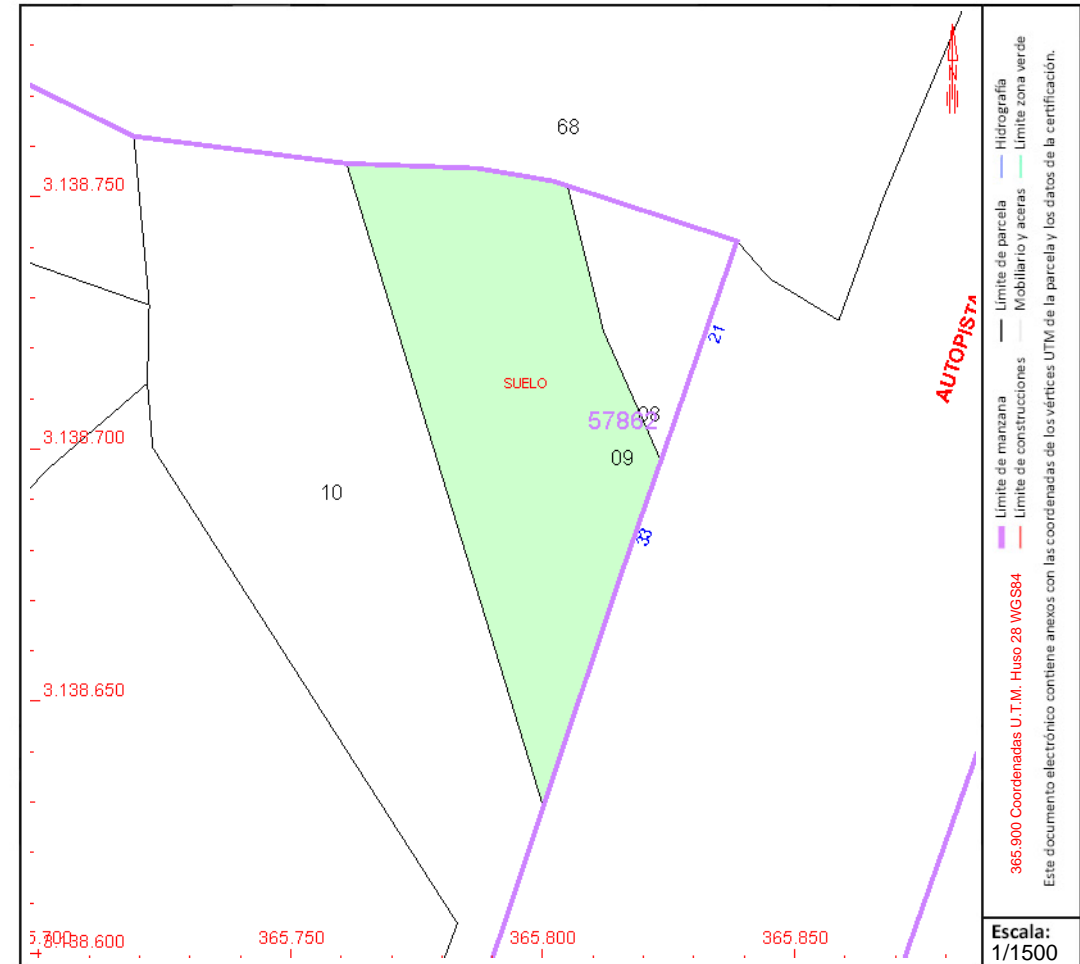 68
3.138.750
21
AUTOPISTA
SUELO
08
57862
3.138.700
09
10
33
3.138.650
3.138.600
365.750
365.800
365.850
Límite de manzana
Límite de parcela
Hidrografía
Límite de construcciones
Mobiliario y aceras
Límite zona verde
365.900 Coordenadas U.T.M. Huso 28 WGS84
Este documento electrónico contiene anexos con las coordenadas de los vértices UTM de la parcela y los datos de la certificación.
Escala:
1/1500